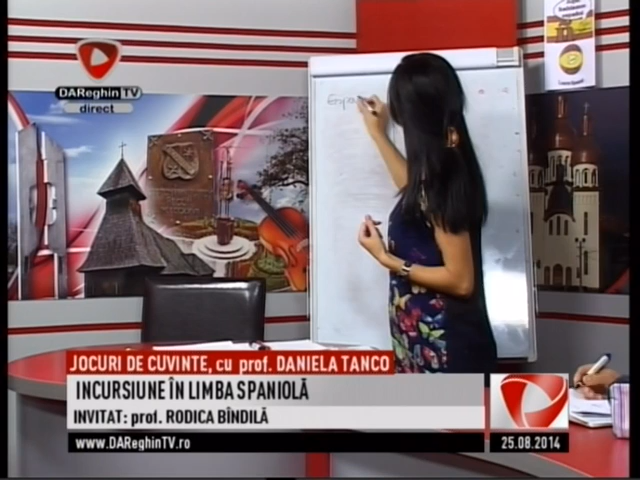 DAReghin TV
direct
Espa
JOCURI DE CUVINTE, cu prof. DANIELA TANCO
INCURSIUNE ÎN LIMBA SPANIOLĂ
INVITAT: prof. RODICA BÎNDILĂ
www.DAReghinTV.ro
25.08.2014